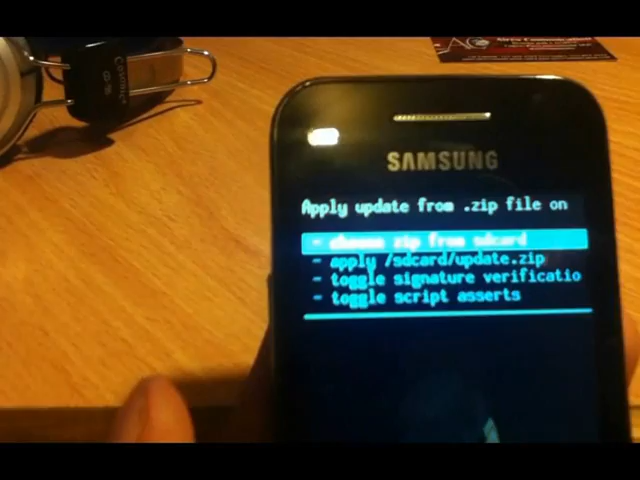 SAMSUNG
Apply update from .zip file on
- choose zip from sdcard
- apply /sdcard/update.zip
- toggle signature verificatio
- toggle script asserts